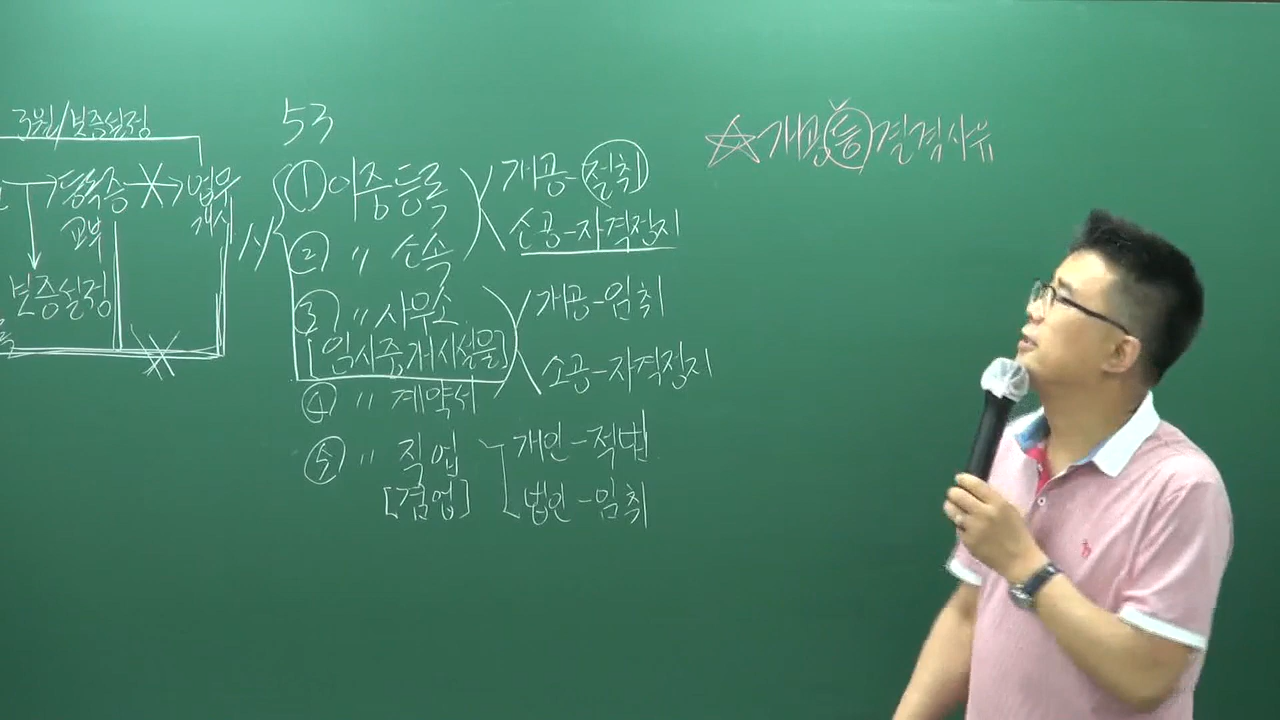 3월/보증설정
등록증 업무
교부 개시
보증설정
53
① 이중등록
② 〃 소속
③ 〃 사무소
[임시중개시설물]
④ 〃 계약서
⑤ 〃 직업
[겸업]
개공-절취
소공-자격정지
개공-임취
소공-자격정지
개인-적법
법인-임취
☆개공등결격사유